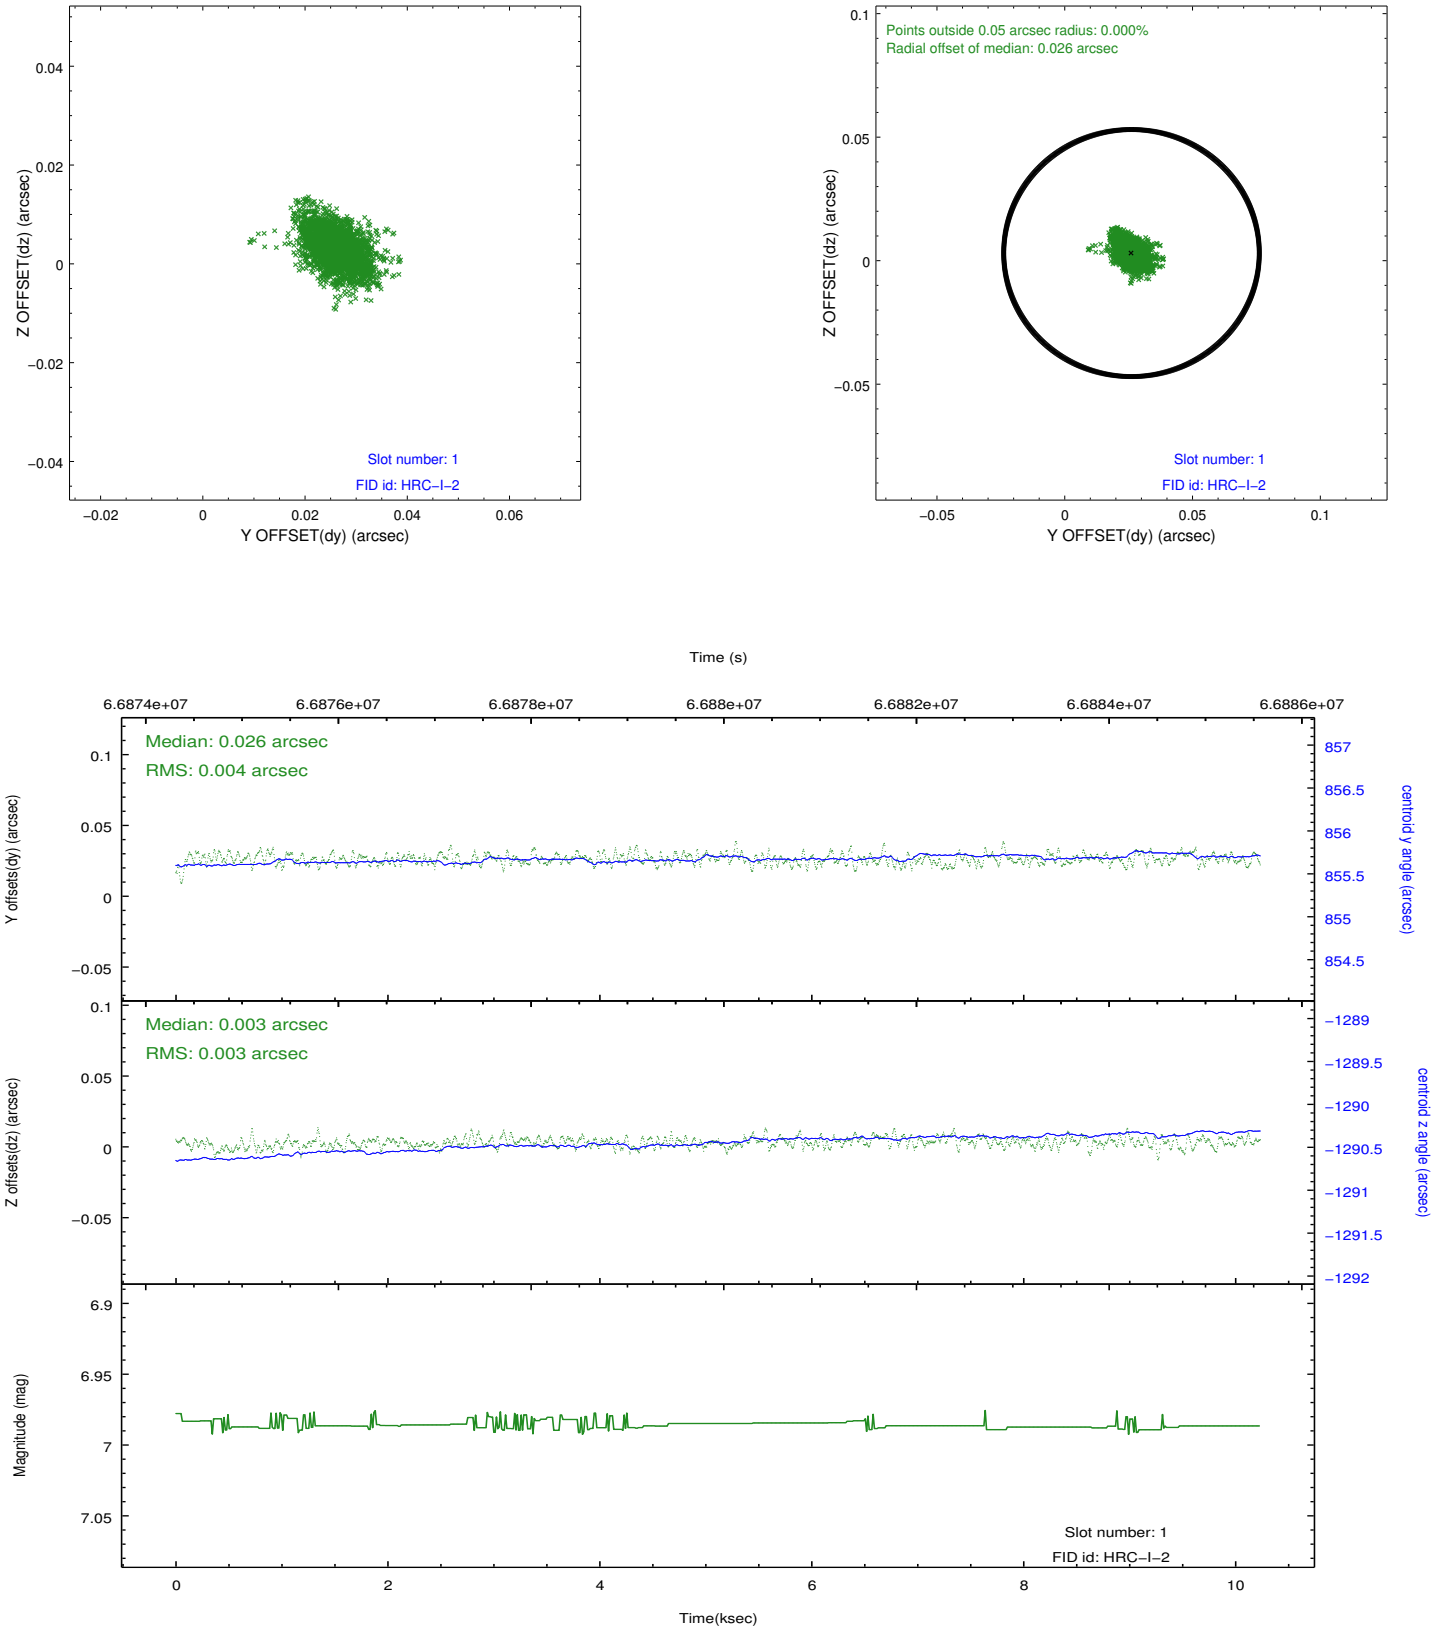 0.04
0.02
0
−0.02
−0.04
Z OFFSET(dz) (arcsec)
Slot number: 1
FID id: HRC−I−2
−0.02 0 0.02 0.04 0.06
Y OFFSET(dy) (arcsec)
Points outside 0.05 arcsec radius: 0.000%
Radial offset of median: 0.026 arcsec
0.1
0.05
0
−0.05
Z OFFSET(dz) (arcsec)
Slot number: 1
FID id: HRC−I−2
−0.05 0 0.05 0.1
Y OFFSET(dy) (arcsec)
Time (s)
6.6874e+07 6.6876e+07 6.6878e+07 6.688e+07 6.6882e+07 6.6884e+07 6.6886e+07
Median: 0.026 arcsec
RMS: 0.004 arcsec
0.1
0.05
0
−0.05
Y offsets(dy) (arcsec)
857
856.5
856
855.5
855
854.5
centroid y angle (arcsec)
Median: 0.003 arcsec
RMS: 0.003 arcsec
0.1
0.05
0
−0.05
Z offsets(dz) (arcsec)
−1289
−1289.5
−1290
−1290.5
−1291
−1291.5
−1292
centroid z angle (arcsec)
6.9
6.95
7
7.05
Magnitude (mag)
Slot number: 1
FID id: HRC−I−2
0 2 4 6 8 10
Time(ksec)